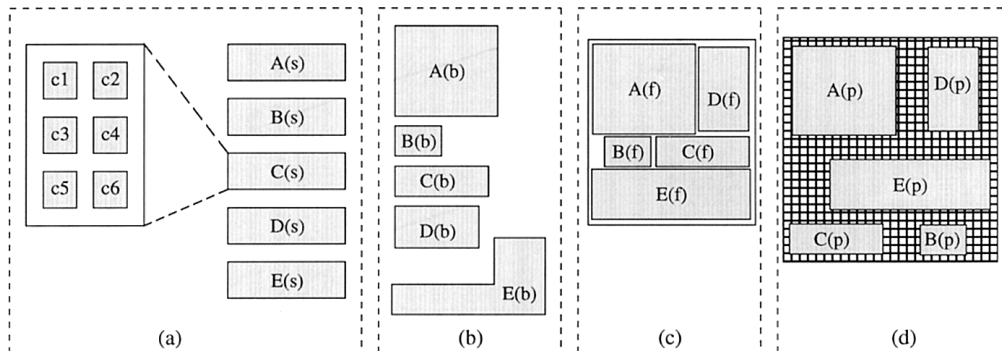 c1 c2
c3 c4
c5 c6
A(s)
B(s)
C(s)
D(s)
E(s)
(a)
A(b)
B(b)
C(b)
D(b)
E(b)
(b)
A(f)
D(f)
B(f) C(f)
E(f)
(c)
A(p)
D(p)
E(p)
C(p) B(p)
(d)